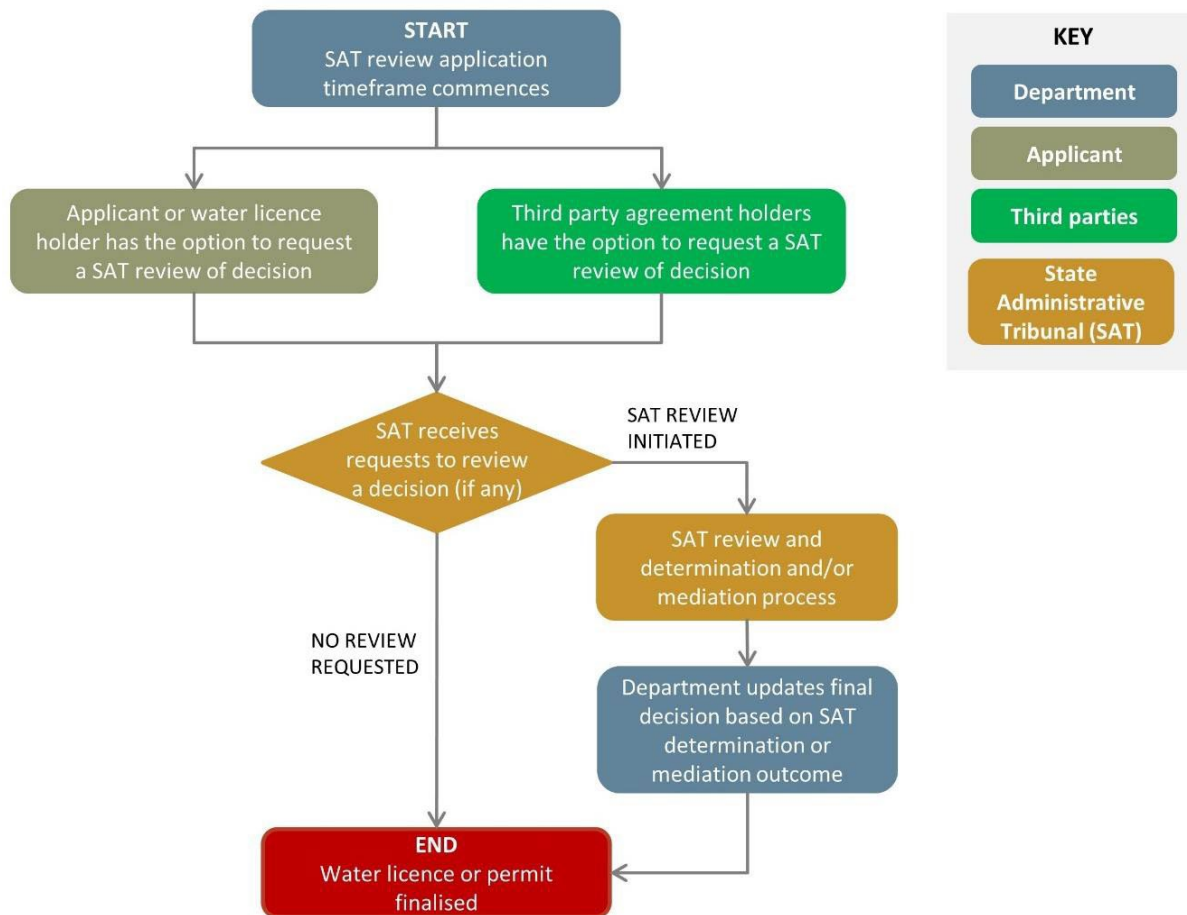 START
SAT review application
timeframe commences
Applicant or water licence
holder has the option to request
a SAT review of decision
Third party agreement holders
have the option to request a SAT
review of decision
SAT receives
requests to review
a decision (if any)
SAT REVIEW
INITIATED
SAT review and
determination and/or
mediation process
NO REVIEW
REQUESTED
Department updates final
decision based on SAT
determination or
mediation outcome
END
Water licence or permit
finalised
KEY
Department
Applicant
Third parties
State
Administrative
Tribunal (SAT)